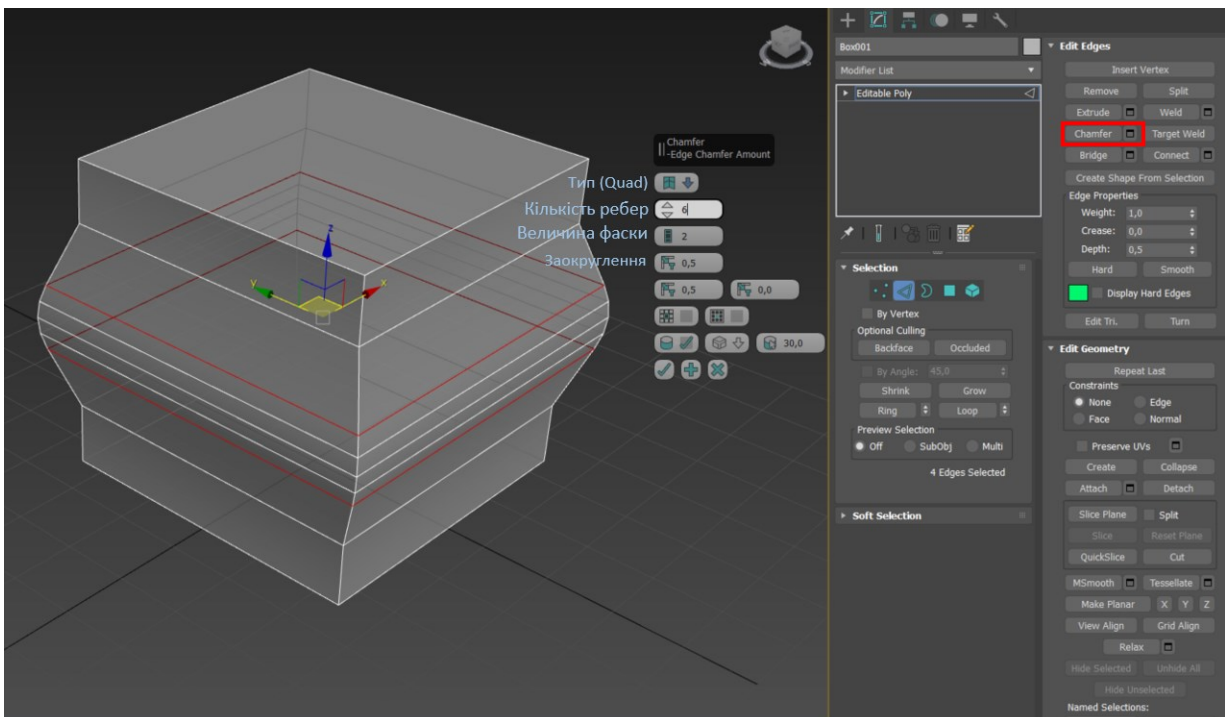 Chamfer
-Edge Chamfer Amount
Тип (Quad)
Кількість ребер 6
Величина фаски 2
Заокруглення 0,5
0,5 0,0
30,0
z
y
x
Box001
Modifier List
Editable Poly
Selection
By Vertex
Optional Culling
Backface Occluded
By Angle: 45,0
Shrink Grow
Ring Loop
Preview Selection
Off SubObj Multi
4 Edges Selected
Soft Selection
Edit Edges
Insert Vertex
Remove Split
Extrude Weld
Chamfer Target Weld
Bridge Connect
Create Shape From Selection
Edge Properties
Weight: 1,0
Crease: 0,0
Depth: 0,5
Hard Smooth
Display Hard Edges
Edit Tri. Turn
Edit Geometry
Repeat Last
Constraints
None Edge
Face Normal
Preserve UVs
Create Collapse
Attach Detach
Slice Plane Split
Slice Reset Plane
QuickSlice Cut
MSmooth Tessellate
Make Planar X Y Z
View Align Grid Align
Relax
Hide Selected Unhide All
Hide Unselected
Named Selections: